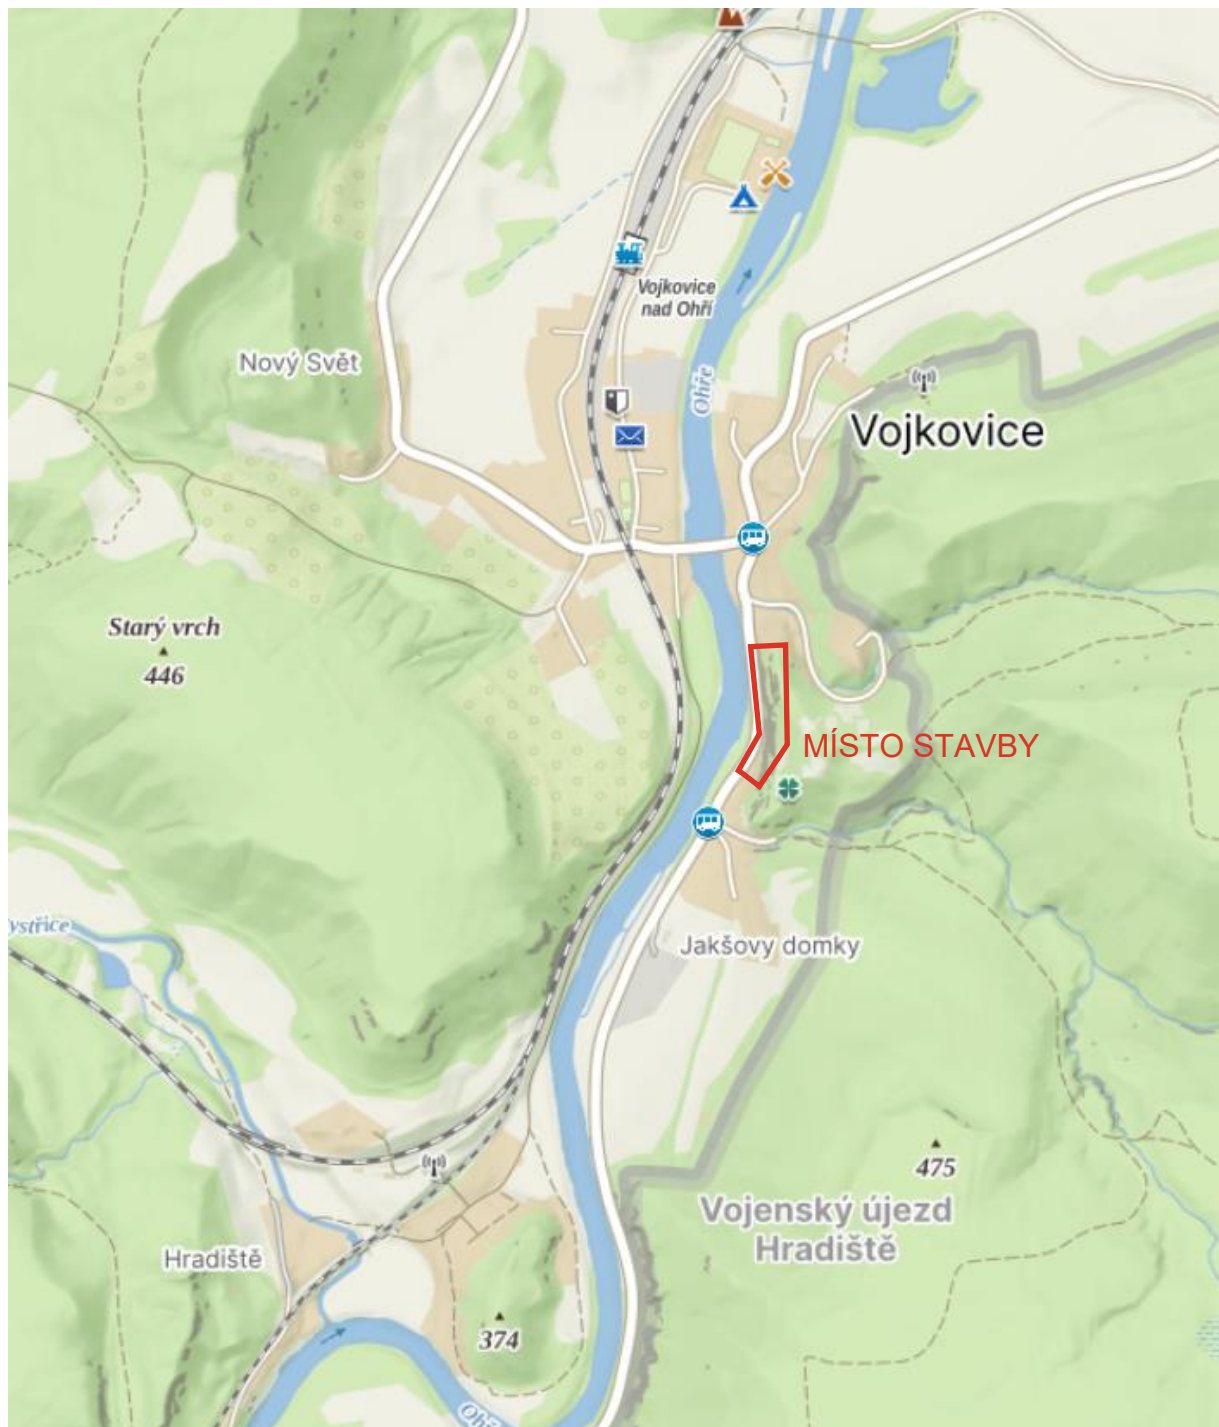 Vojkovice
nad Ohří
Nový Svět
Ohře
Vojkovice
Starý vrch
446
MÍSTO STAVBY
ystřice
Jakšovy domky
475
Vojenský újezd
Hradiště
Hradiště
374
Ohř